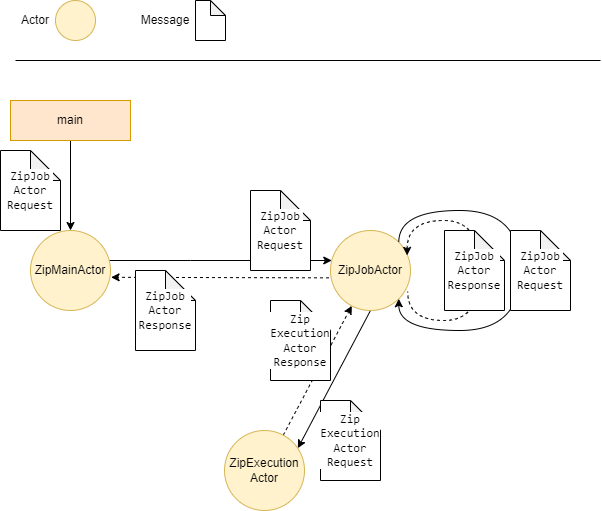 Actor
Message
main
ZipJob
Actor
Request
ZipMainActor
ZipJob
Actor
Request
ZipJobActor
ZipJob
Actor
Response
ZipJob
Actor
Request
ZipJob
Actor
Response
Zip
Execution
Actor
Response
Zip
Execution
Actor
Request
ZipExecution
Actor